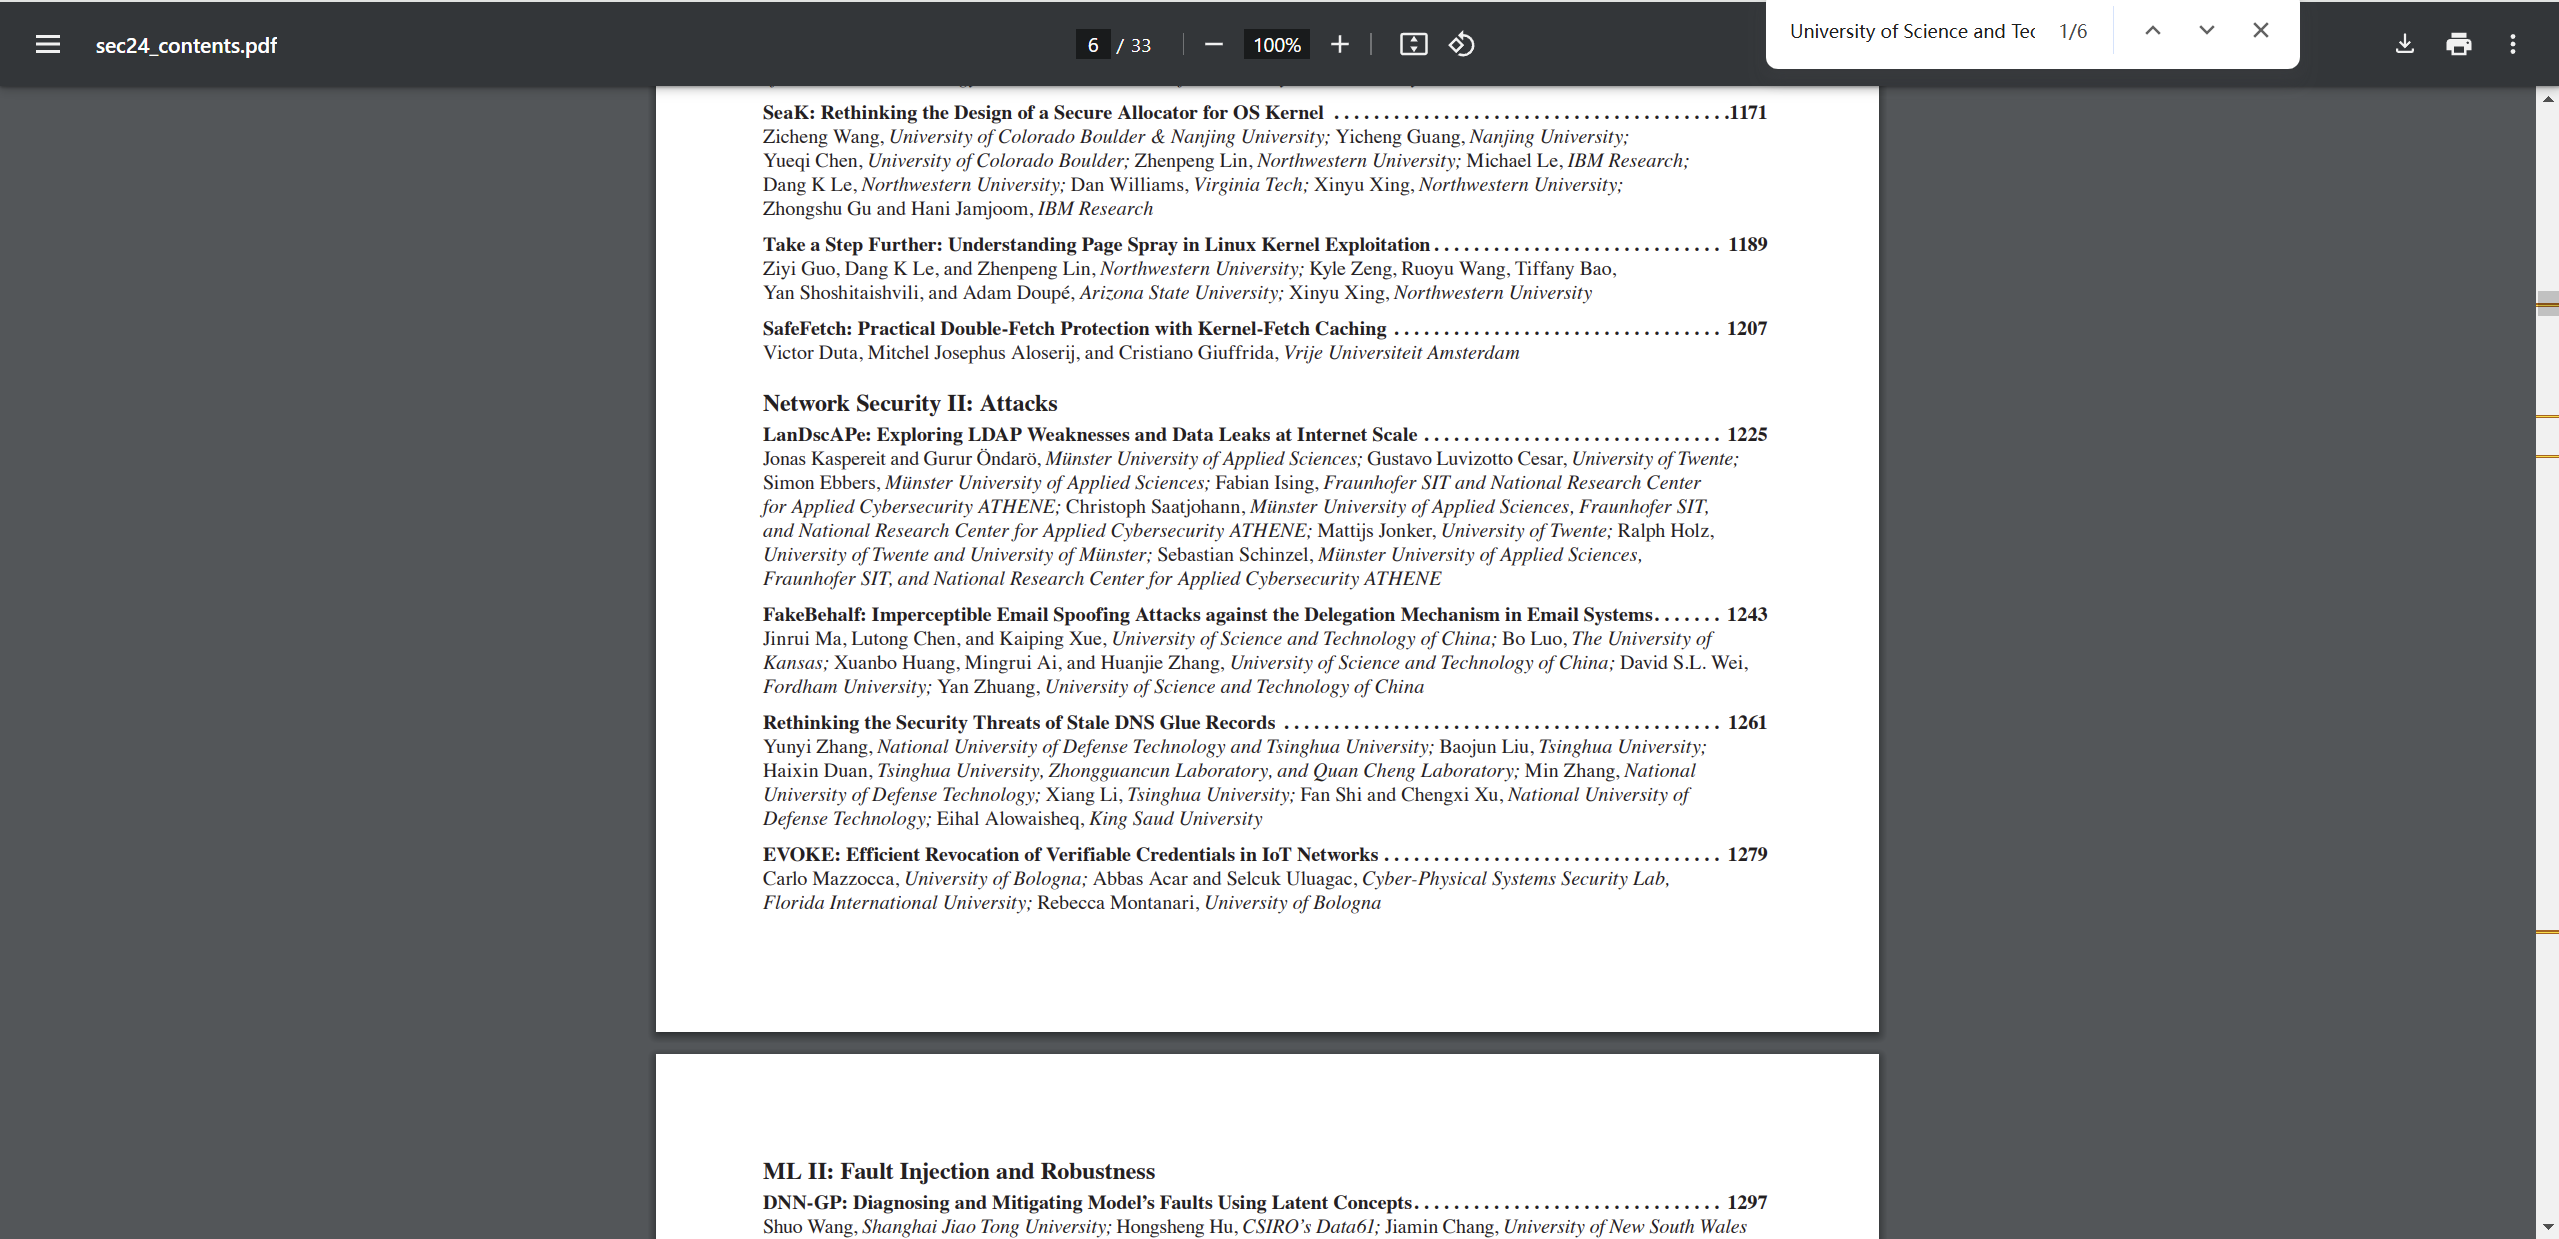 sec24_contents.pdf
6 / 33
100%
University of Science and Tec 1/6
SeaK: Rethinking the Design of a Secure Allocator for OS Kernel . . . . . . . . . . . . . . . . . . . . . . . . . . . . . . . . . . . . . . . .1171
Zicheng Wang, University of Colorado Boulder & Nanjing University; Yicheng Guang, Nanjing University;
Yueqi Chen, University of Colorado Boulder; Zhenpeng Lin, Northwestern University; Michael Le, IBM Research;
Dang K Le, Northwestern University; Dan Williams, Virginia Tech; Xinyu Xing, Northwestern University;
Zhongshu Gu and Hani Jamjoom, IBM Research
Take a Step Further: Understanding Page Spray in Linux Kernel Exploitation . . . . . . . . . . . . . . . . . . . . . . . . . . . . . 1189
Ziyi Guo, Dang K Le, and Zhenpeng Lin, Northwestern University; Kyle Zeng, Ruoyu Wang, Tiffany Bao,
Yan Shoshitaishvili, and Adam Doupé, Arizona State University; Xinyu Xing, Northwestern University
SafeFetch: Practical Double-Fetch Protection with Kernel-Fetch Caching . . . . . . . . . . . . . . . . . . . . . . . . . . . . . . . . . 1207
Victor Duta, Mitchel Josephus Aloserij, and Cristiano Giuffrida, Vrije Universiteit Amsterdam
Network Security II: Attacks
LanDscAPe: Exploring LDAP Weaknesses and Data Leaks at Internet Scale . . . . . . . . . . . . . . . . . . . . . . . . . . . . . . 1225
Jonas Kaspereit and Gurur Öndarö, Münster University of Applied Sciences; Gustavo Luvizotto Cesar, University of Twente;
Simon Ebbers, Münster University of Applied Sciences; Fabian Ising, Fraunhofer SIT and National Research Center
for Applied Cybersecurity ATHENE; Christoph Saatjohann, Münster University of Applied Sciences, Fraunhofer SIT,
and National Research Center for Applied Cybersecurity ATHENE; Mattijs Jonker, University of Twente; Ralph Holz,
University of Twente and University of Münster; Sebastian Schinzel, Münster University of Applied Sciences,
Fraunhofer SIT, and National Research Center for Applied Cybersecurity ATHENE
FakeBehalf: Imperceptible Email Spoofing Attacks against the Delegation Mechanism in Email Systems. . . . . . . 1243
Jinrui Ma, Lutong Chen, and Kaiping Xue, University of Science and Technology of China; Bo Luo, The University of
Kansas; Xuanbo Huang, Mingrui Ai, and Huanjie Zhang, University of Science and Technology of China; David S.L. Wei,
Fordham University; Yan Zhuang, University of Science and Technology of China
Rethinking the Security Threats of Stale DNS Glue Records . . . . . . . . . . . . . . . . . . . . . . . . . . . . . . . . . . . . . . . . . . . . 1261
Yunyi Zhang, National University of Defense Technology and Tsinghua University; Baojun Liu, Tsinghua University;
Haixin Duan, Tsinghua University, Zhongguancun Laboratory, and Quan Cheng Laboratory; Min Zhang, National
University of Defense Technology; Xiang Li, Tsinghua University; Fan Shi and Chengxi Xu, National University of
Defense Technology; Eihal Alowaisheq, King Saud University
EVOKE: Efficient Revocation of Verifiable Credentials in IoT Networks . . . . . . . . . . . . . . . . . . . . . . . . . . . . . . . . . . 1279
Carlo Mazzocca, University of Bologna; Abbas Acar and Selcuk Uluagac, Cyber-Physical Systems Security Lab,
Florida International University; Rebecca Montanari, University of Bologna
ML II: Fault Injection and Robustness
DNN-GP: Diagnosing and Mitigating Model’s Faults Using Latent Concepts. . . . . . . . . . . . . . . . . . . . . . . . . . . . . . . 1297
Shuo Wang, Shanghai Jiao Tong University; Hongsheng Hu, CSIRO’s Data61; Jiamin Chang, University of New South Wales